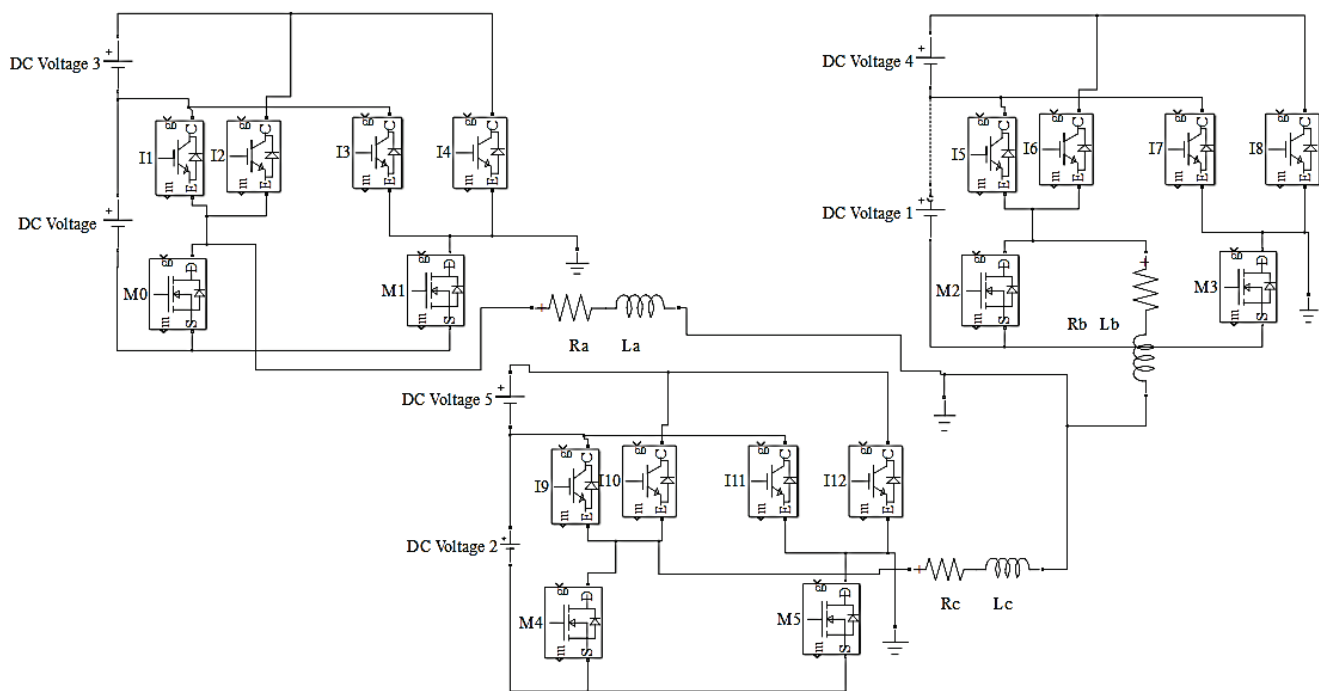 DC Voltage 3
+
g C
I1
m E
g C
I2
m E
g C
I3
m E
g C
I4
m E
DC Voltage
+
g D
M0
m S
g D
M1
m S
+
Ra La
DC Voltage 4
+
g C
I5
m E
g C
I6
m E
g C
I7
m E
g C
I8
m E
DC Voltage 1
+
g D
M2
m S
g D
M3
m S
+
Rb Lb
DC Voltage 5
+
g C
I9
m E
g C
I10
m E
g C
I11
m E
g C
I12
m E
DC Voltage 2
+
g D
M4
m S
g D
M5
m S
+
Rc Lc